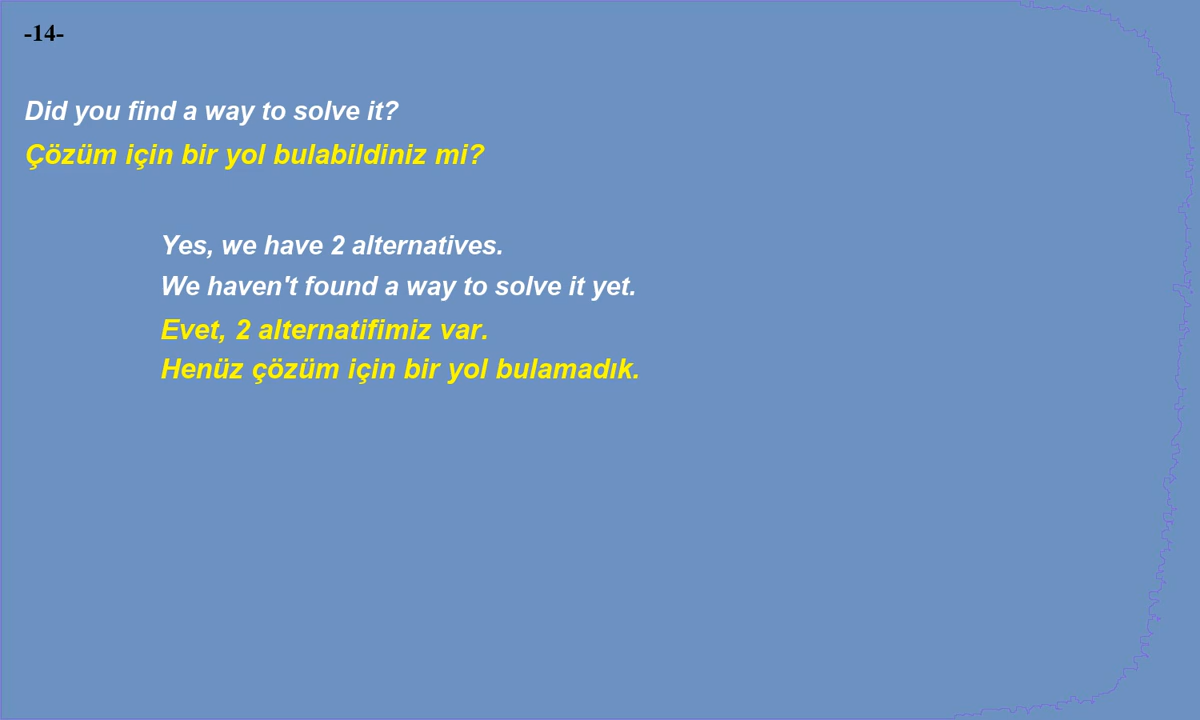 -14-
Did you find a way to solve it?
Çözüm için bir yol bulabildiniz mi?
Yes, we have 2 alternatives.
We haven't found a way to solve it yet.
Evet, 2 alternatifimiz var.
Henüz çözüm için bir yol bulamadık.